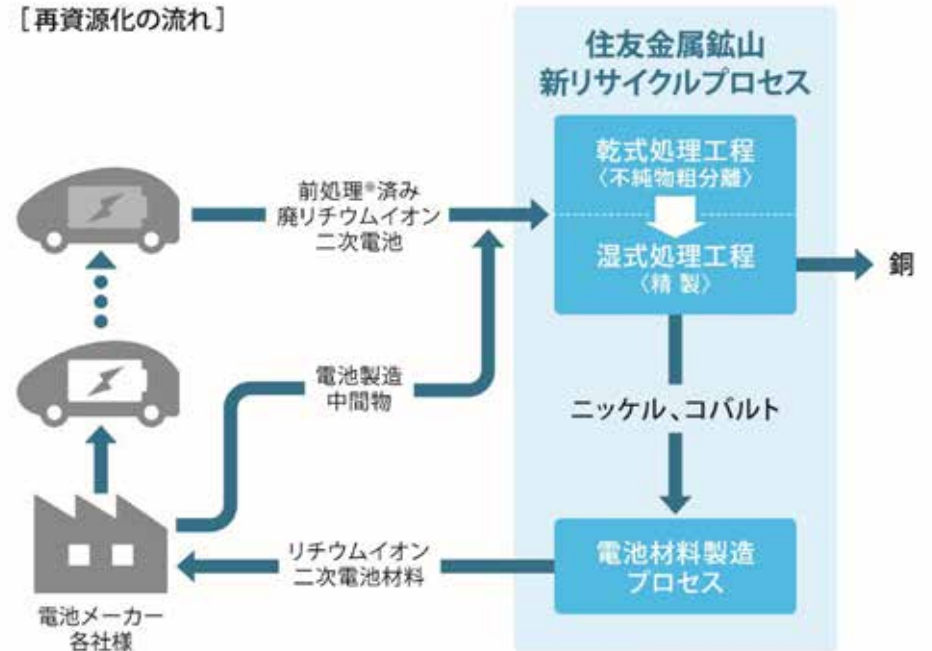 ［再資源化の流れ］
住友金属鉱山
新リサイクルプロセス
乾式処理工程
〈不純物粗分離〉
前処理※済み
廃リチウムイオン
二次電池
湿式処理工程
〈精 製〉
銅
電池製造
中間物
ニッケル、コバルト
リチウムイオン
二次電池材料
電池材料製造
プロセス
電池メーカー
各社様